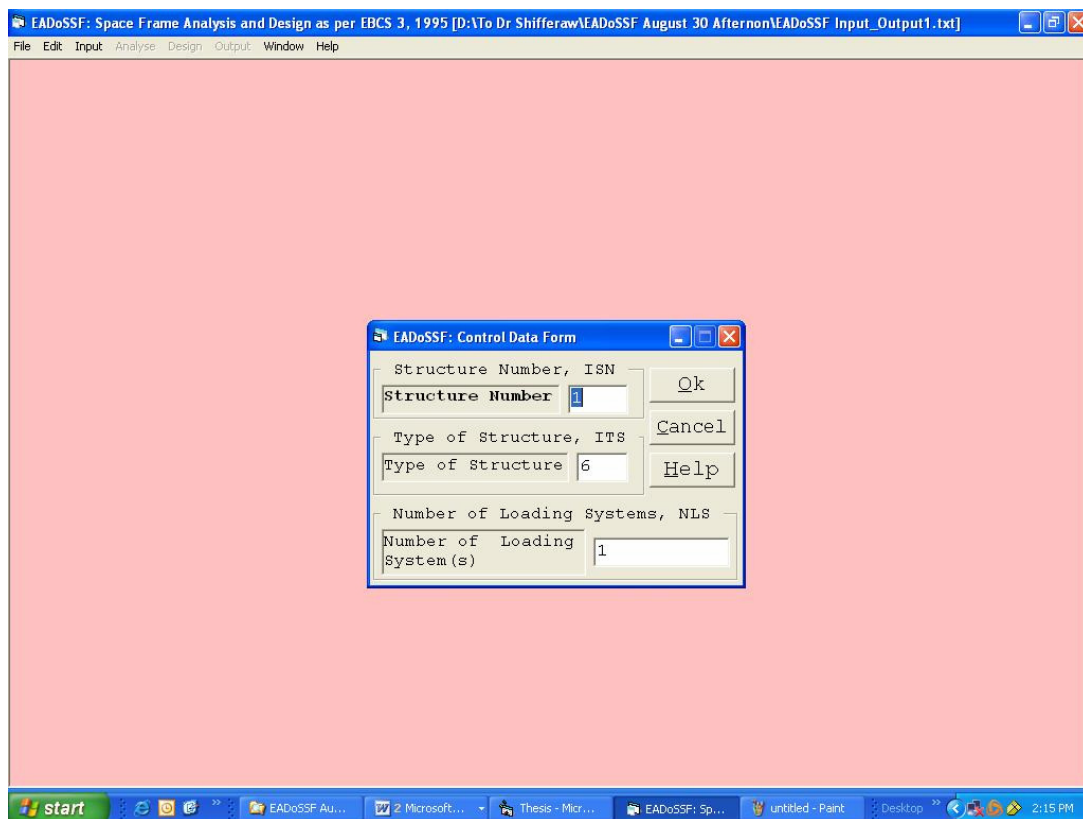 EADoSSF: Space Frame Analysis and Design as per EBCS 3, 1995 [D:\To Dr Shifferaw\EADoSSF August 30 Afternon\EADoSSF Input_Output1.txt]
File Edit Input Analyse Design Output Window Help
EADoSSF: Control Data Form
Structure Number, ISN
Structure Number 1
Ok
Type of Structure, ITS
Cancel
Type of Structure 6
Help
Number of Loading Systems, NLS
Number of Loading
System(s)
1
start » EADoSSF Au... 2 Microsoft... Thesis - Micr... EADoSSF: Sp... untitled - Paint Desktop » 2:15 PM